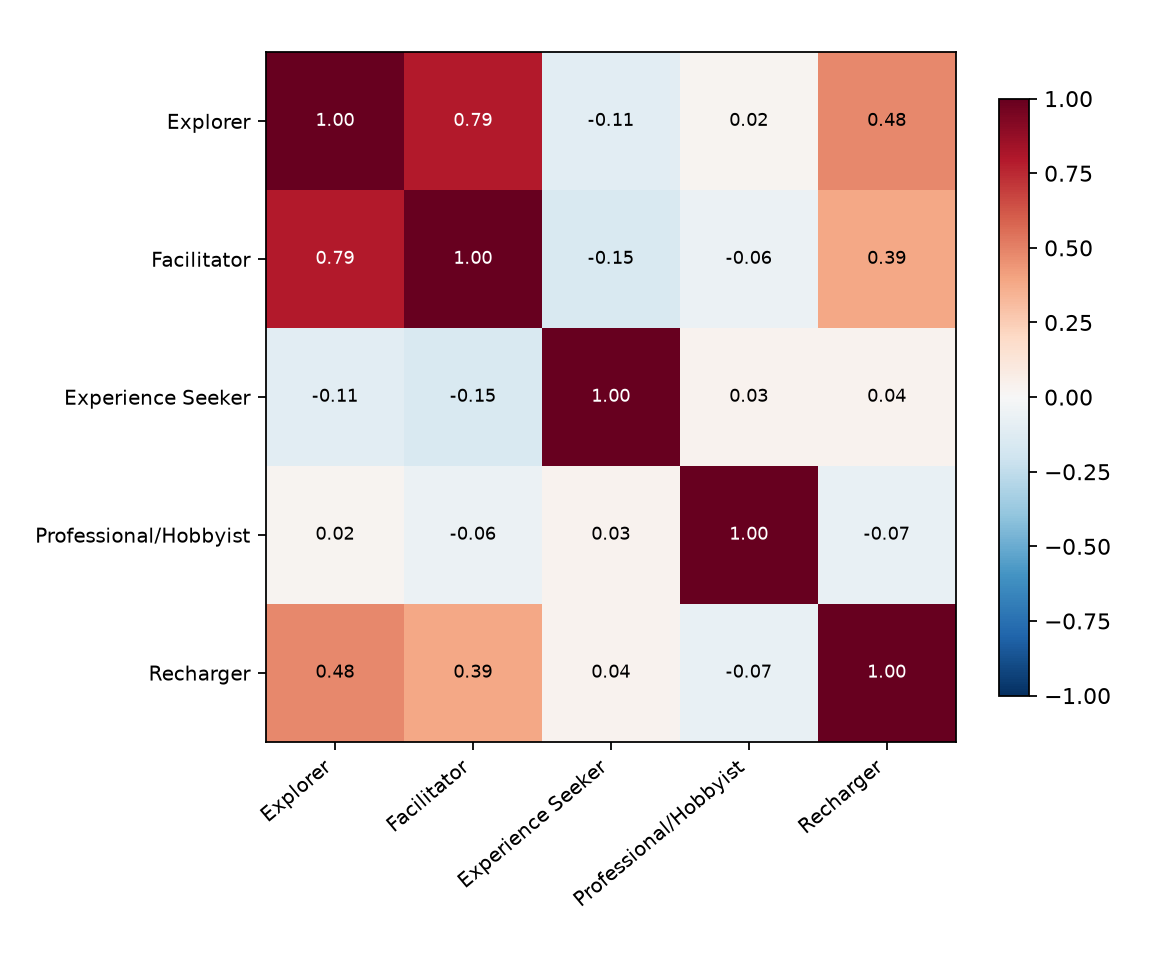 Explorer 1.00 0.79 -0.11 0.02 0.48
Facilitator 0.79 1.00 -0.15 -0.06 0.39
Experience Seeker -0.11 -0.15 1.00 0.03 0.04
Professional/Hobbyist 0.02 -0.06 0.03 1.00 -0.07
Recharger 0.48 0.39 0.04 -0.07 1.00
Explorer
Facilitator
Experience Seeker
Professional/Hobbyist
Recharger
1.00
0.75
0.50
0.25
0.00
−0.25
−0.50
−0.75
−1.00